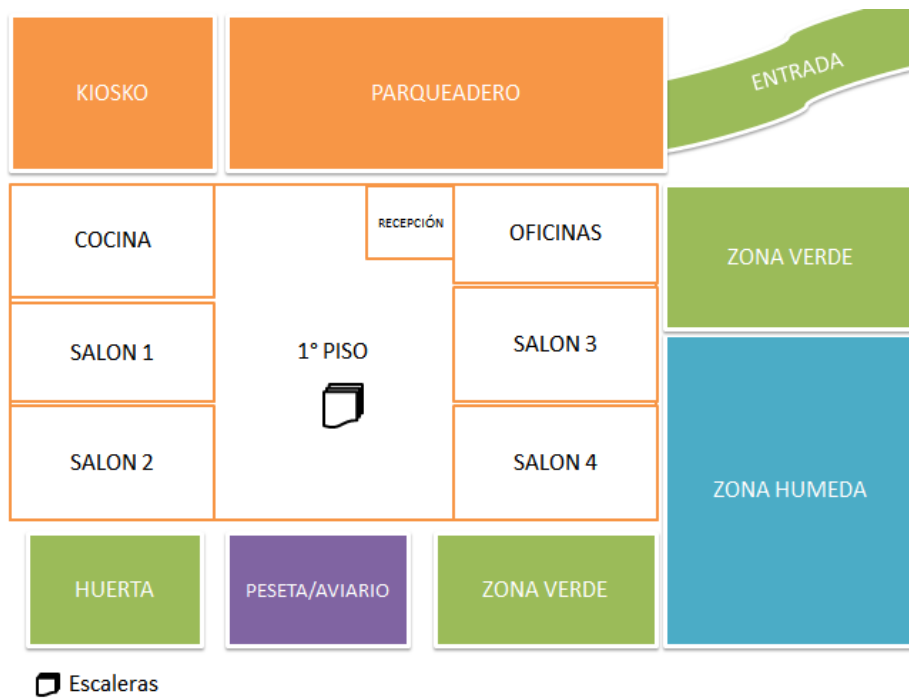 KIOSKO
PARQUEADERO
ENTRADA
COCINA
RECEPCIÓN
OFICINAS
ZONA VERDE
SALON 1
1° PISO
SALON 3
SALON 2
SALON 4
ZONA HUMEDA
HUERTA
PESETA/AVIARIO
ZONA VERDE
Escaleras